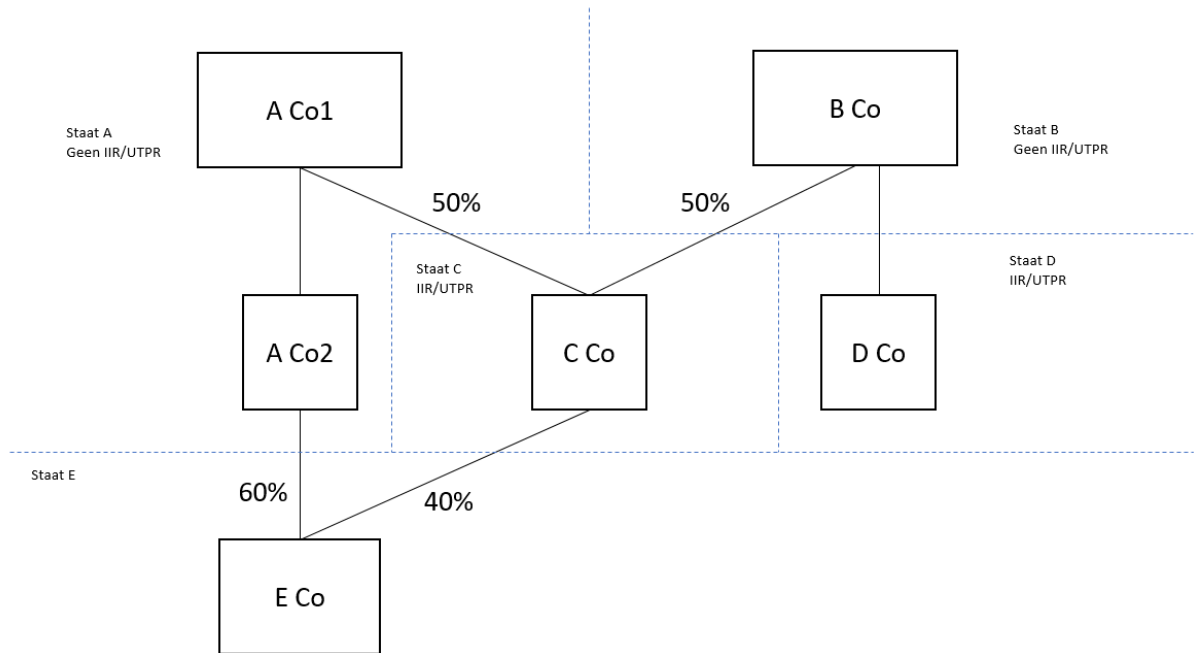 A Co1
B Co
Staat A
Geen IIR/UTPR
Staat B
Geen IIR/UTPR
50%
50%
Staat C
IIR/UTPR
Staat D
IIR/UTPR
A Co2
C Co
D Co
Staat E
60%
40%
E Co